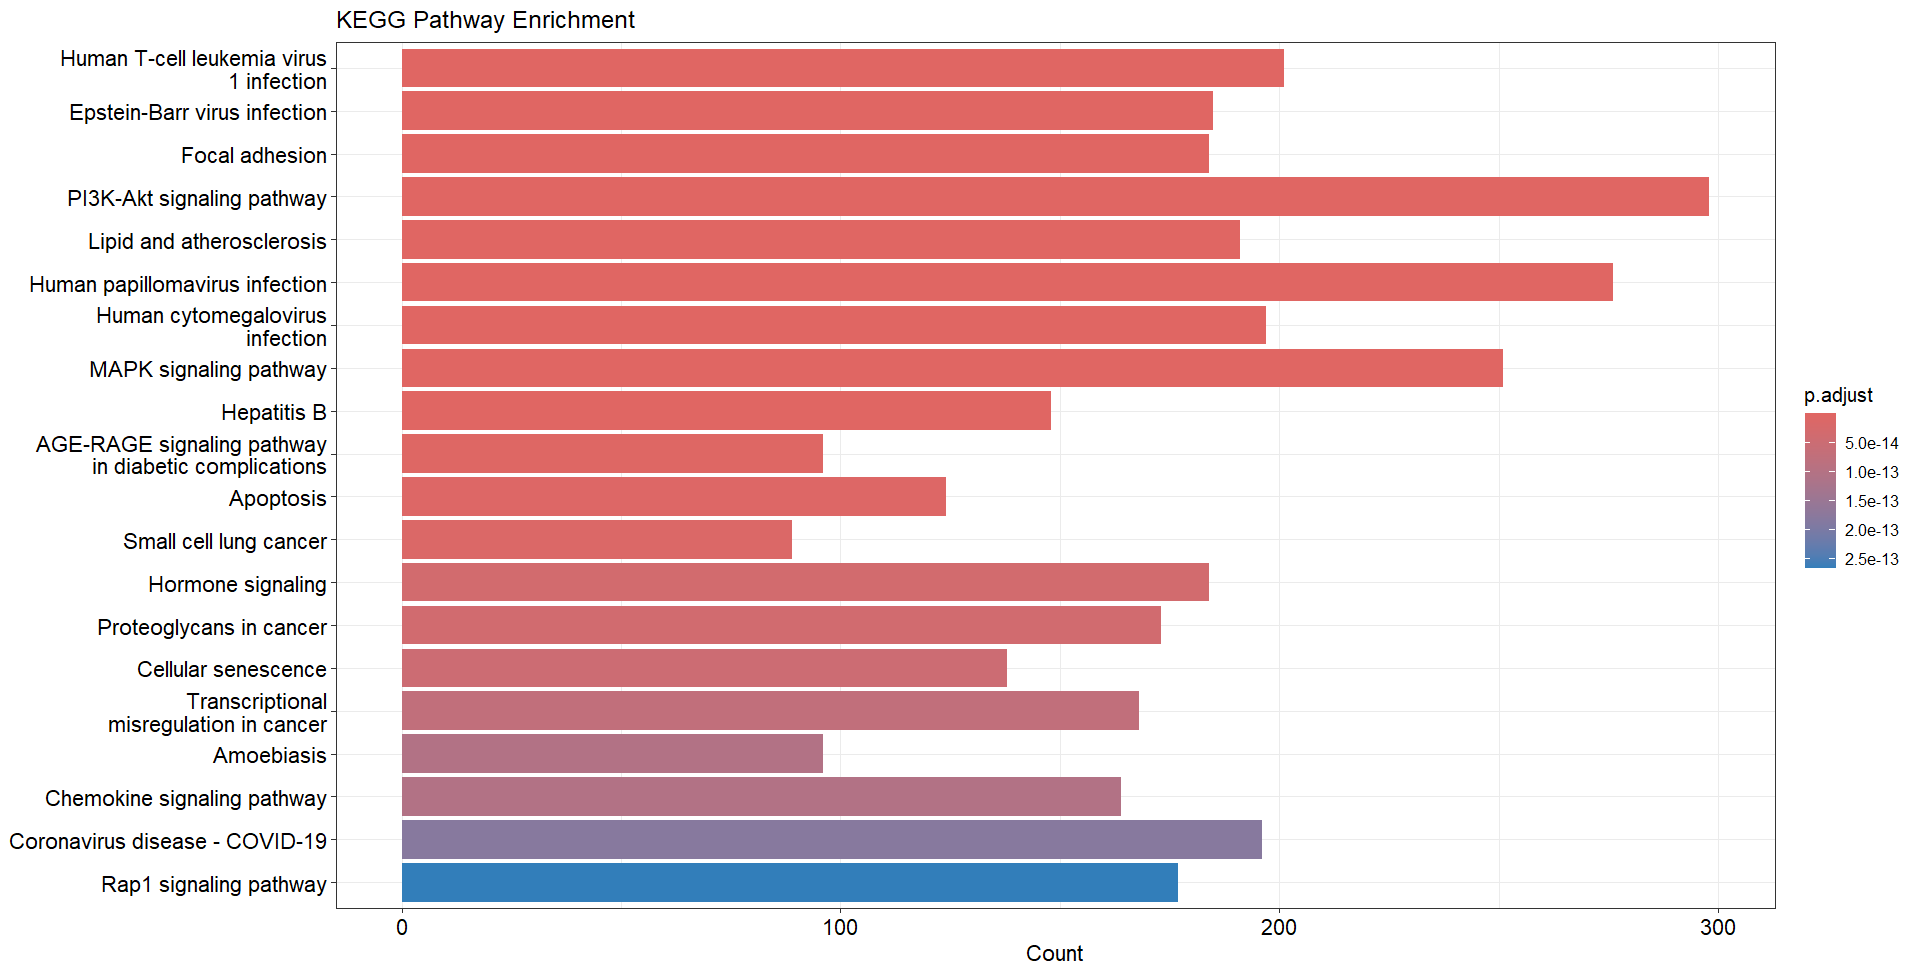 KEGG Pathway Enrichment
Human T-cell leukemia virus
1 infection
Epstein-Barr virus infection
Focal adhesion
PI3K-Akt signaling pathway
Lipid and atherosclerosis
Human papillomavirus infection
Human cytomegalovirus
infection
MAPK signaling pathway
Hepatitis B
AGE-RAGE signaling pathway
in diabetic complications
Apoptosis
Small cell lung cancer
Hormone signaling
Proteoglycans in cancer
Cellular senescence
Transcriptional
misregulation in cancer
Amoebiasis
Chemokine signaling pathway
Coronavirus disease - COVID-19
Rap1 signaling pathway
0 100 200 300
Count
p.adjust
5.0e-14
1.0e-13
1.5e-13
2.0e-13
2.5e-13